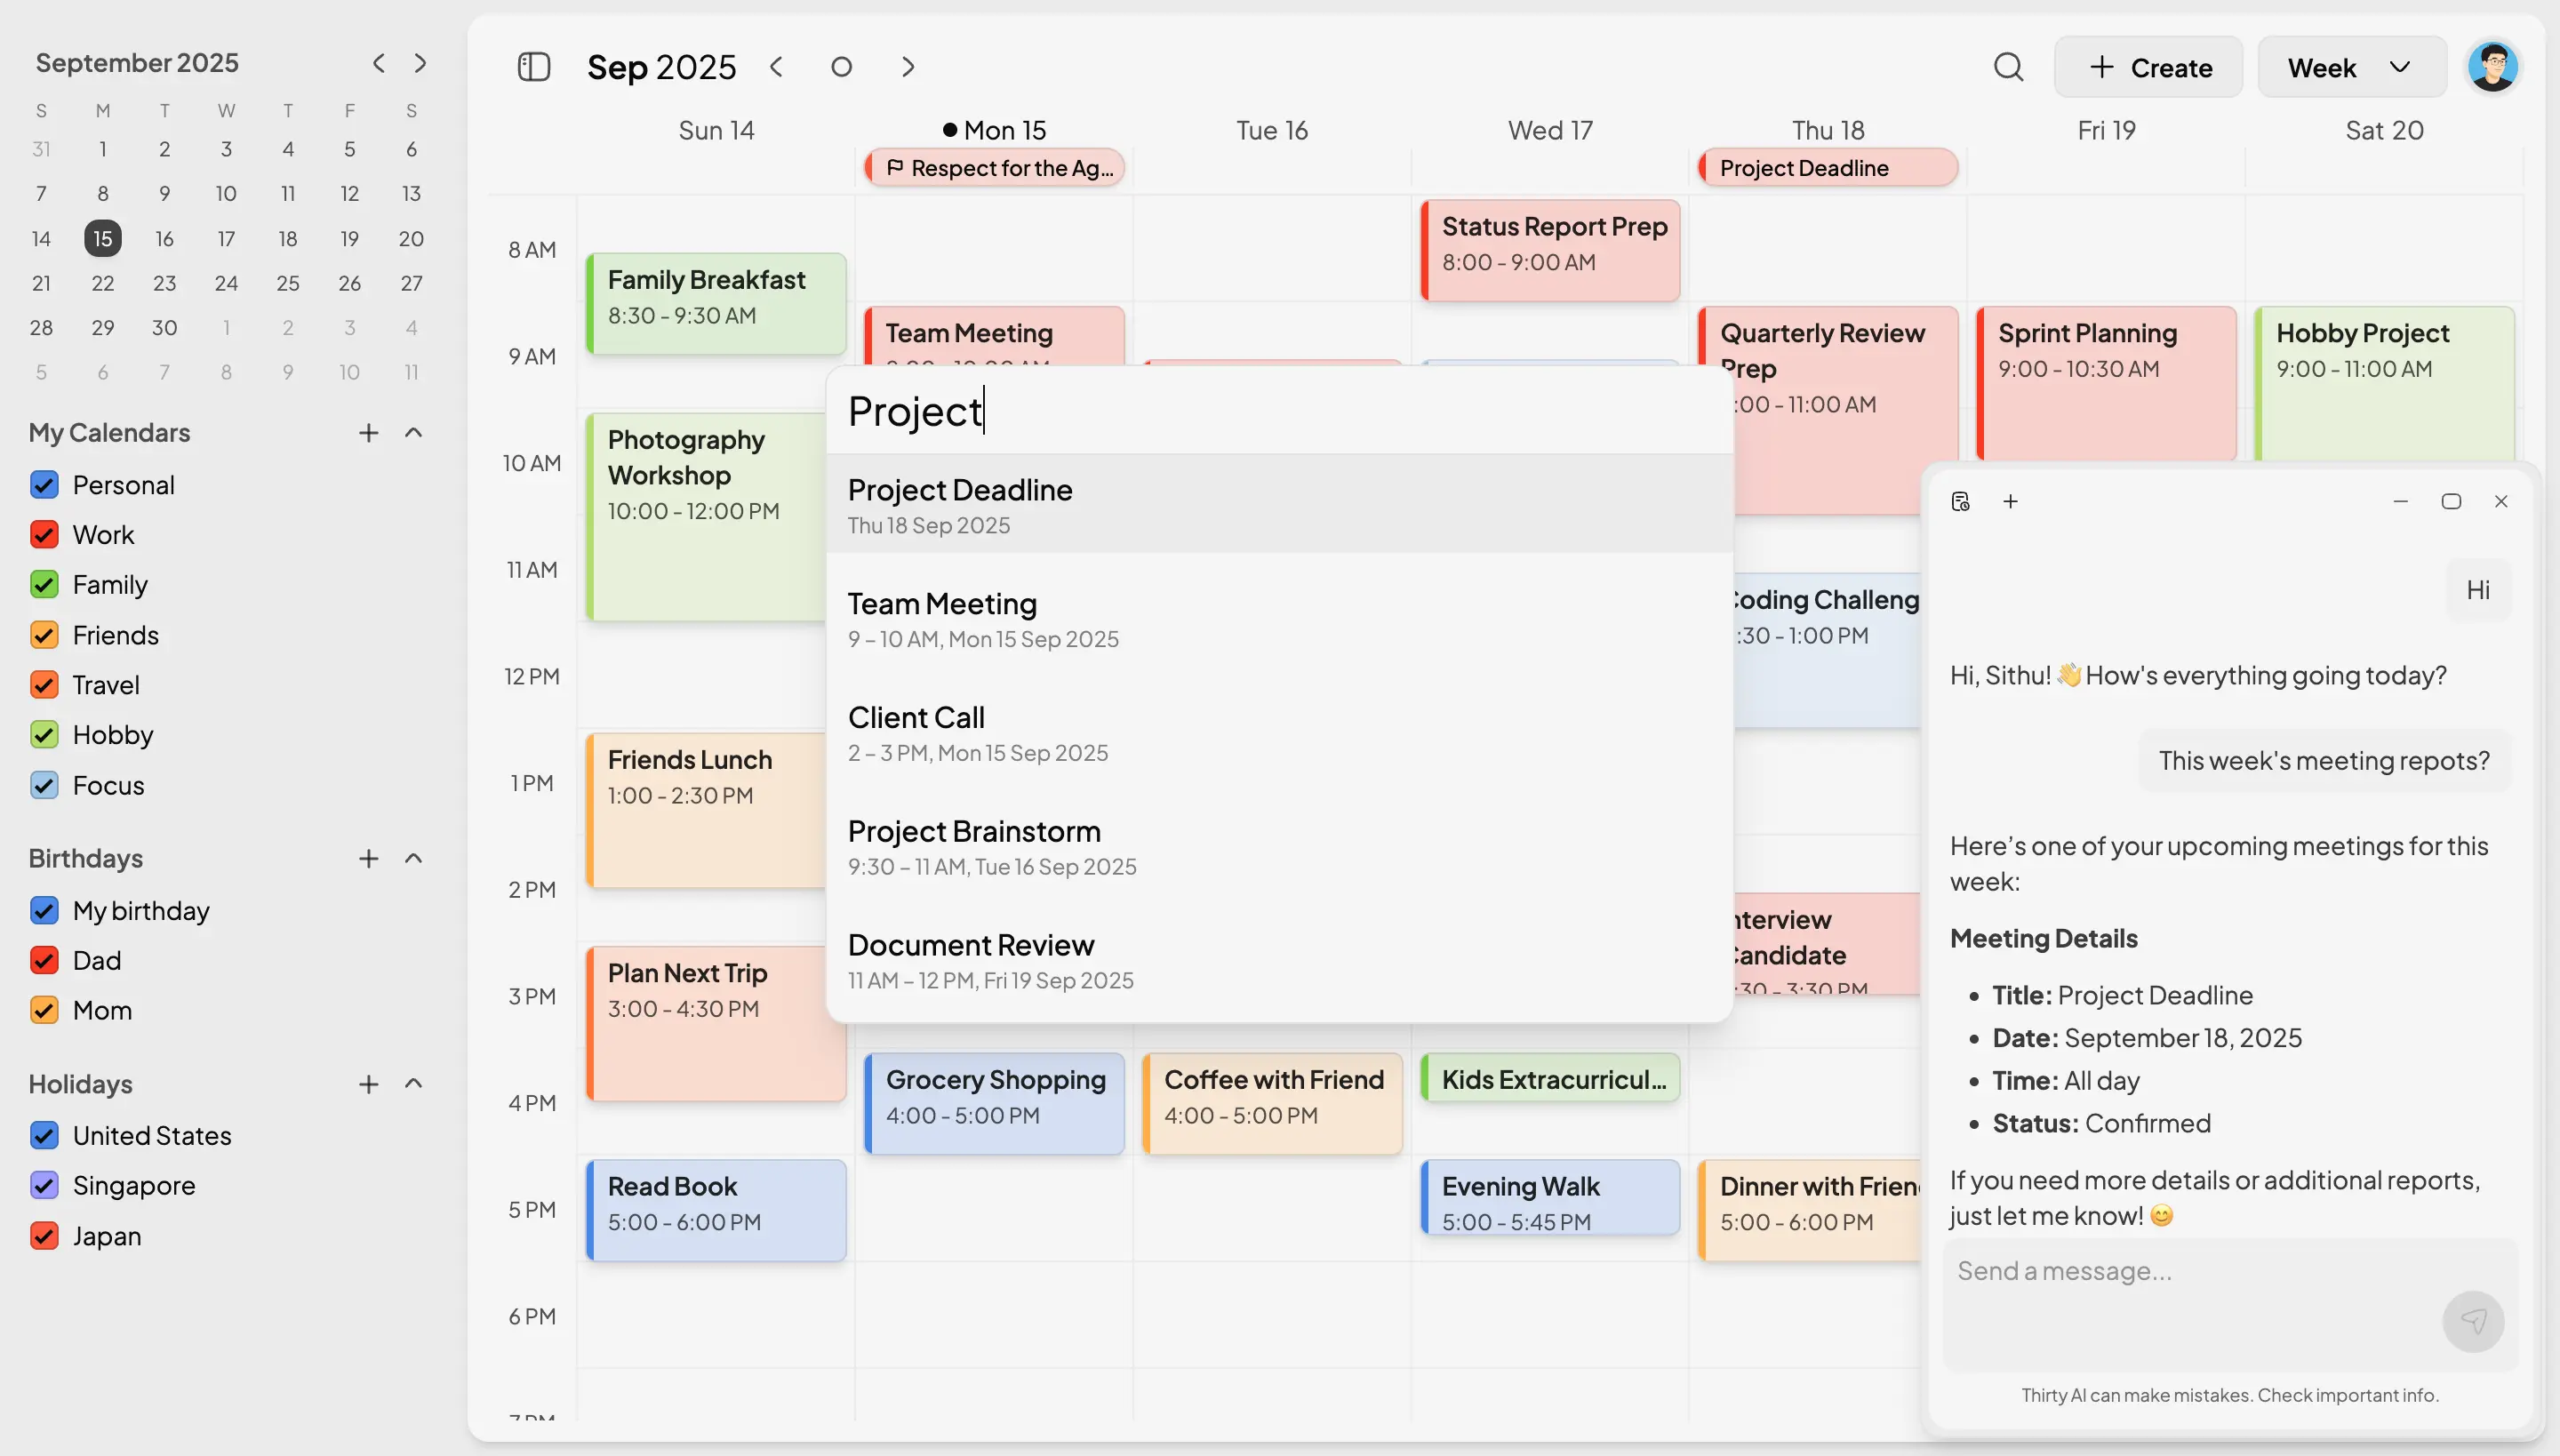 September 2025
S M T W T F S
31 1 2 3 4 5 6
7 8 9 10 11 12 13
14 15 16 17 18 19 20
21 22 23 24 25 26 27
28 29 30 1 2 3 4
5 6 7 8 9 10 11
My Calendars
Personal
Work
Family
Friends
Travel
Hobby
Focus
Birthdays
My birthday
Dad
Mom
Holidays
United States
Singapore
Japan
Sep 2025
Create
Week
Sun 14
Mon 15
Tue 16
Wed 17
Thu 18
Fri 19
Sat 20
Respect for the Ag...
Project Deadline
8 AM
9 AM
10 AM
11 AM
12 PM
1 PM
2 PM
3 PM
4 PM
5 PM
6 PM
Family Breakfast
8:30 - 9:30 AM
Photography
Workshop
10:00 - 12:00 PM
Friends Lunch
1:00 - 2:30 PM
Plan Next Trip
3:00 - 4:30 PM
Read Book
5:00 - 6:00 PM
Team Meeting
Grocery Shopping
4:00 - 5:00 PM
Coffee with Friend
4:00 - 5:00 PM
Status Report Prep
8:00 - 9:00 AM
Kids Extracurricul...
Evening Walk
5:00 - 5:45 PM
Quarterly Review
Prep
:00 - 11:00 AM
Coding Challeng
:30 - 1:00 PM
Interview
Candidate
:30 - 3:30 PM
Dinner with Frien
5:00 - 6:00 PM
Sprint Planning
9:00 - 10:30 AM
Hobby Project
9:00 - 11:00 AM
Project
Project Deadline
Thu 18 Sep 2025
Team Meeting
9 – 10 AM, Mon 15 Sep 2025
Client Call
2 – 3 PM, Mon 15 Sep 2025
Project Brainstorm
9:30 – 11 AM, Tue 16 Sep 2025
Document Review
11 AM – 12 PM, Fri 19 Sep 2025
Hi
Hi, Sithu! 👋 How's everything going today?
This week's meeting repots?
Here’s one of your upcoming meetings for this
week:
Meeting Details
• Title: Project Deadline
• Date: September 18, 2025
• Time: All day
• Status: Confirmed
If you need more details or additional reports,
just let me know! 😊
Send a message...
Thirty AI can make mistakes. Check important info.